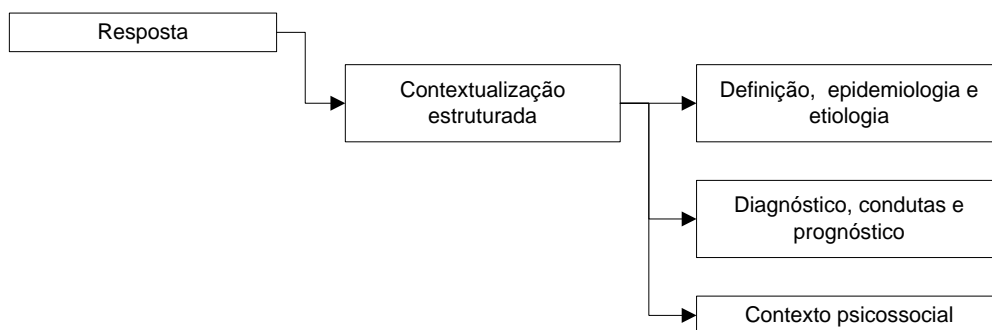 Resposta
Contextualização
estruturada
Definição, epidemiologia e
etiologia
Diagnóstico, condutas e
prognóstico
Contexto psicossocial